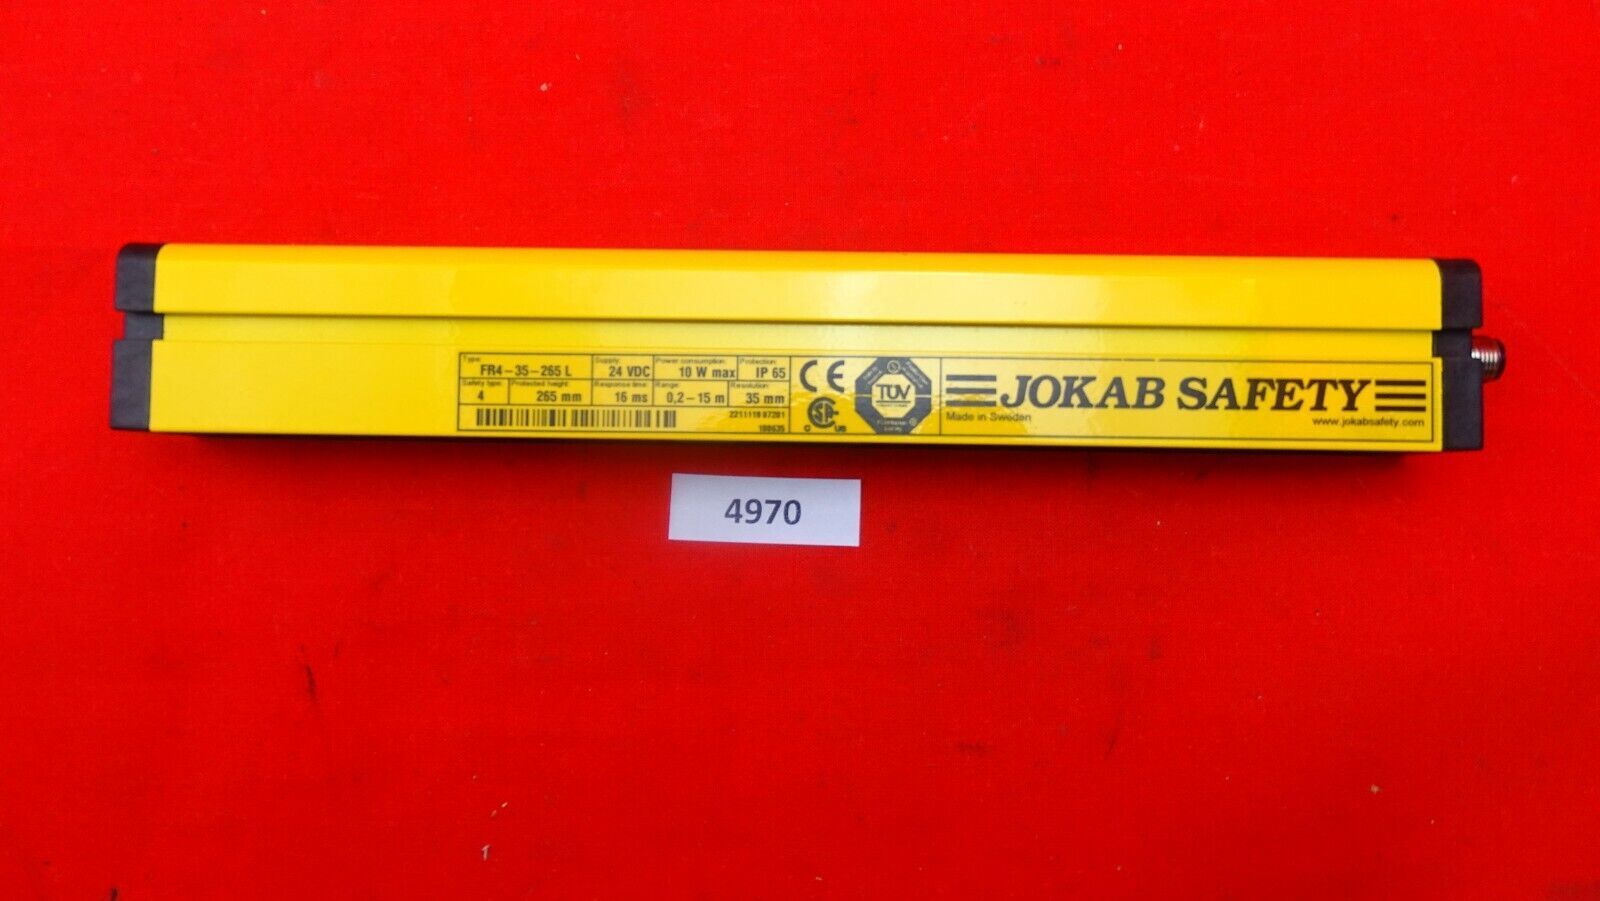 Type: FR4-35-265 L Supply: 24 VDC Power consumption: 10 W max Protection: IP 65
Safety type: 4 Protected height: 265 mm Response time: 16 ms Range: 0,2-15 m Resolution: 35 mm
100635
CE
C US
TÜV
JOKAB SAFETY
Made in Sweden www.jokabsafety.com
4970